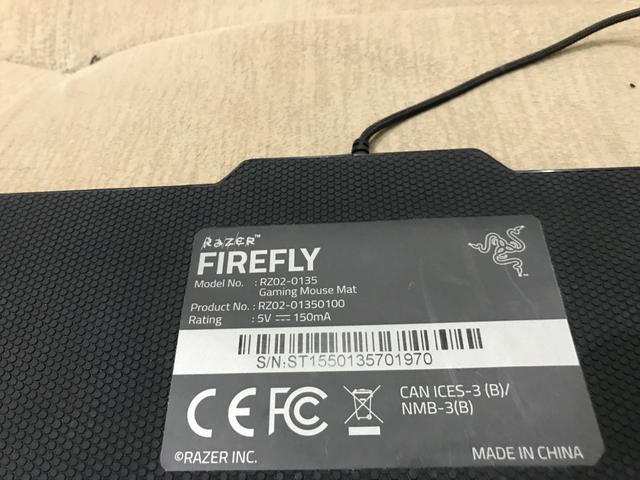 RAZER™
FIREFLY
Model No. : RZ02-0135
Gaming Mouse Mat
Product No. : RZ02-01350100
Rating : 5V ⎓ 150mA
S/N:ST1550135701970
CE FC CAN ICES-3 (B)/
NMB-3(B)
©RAZER INC. MADE IN CHINA